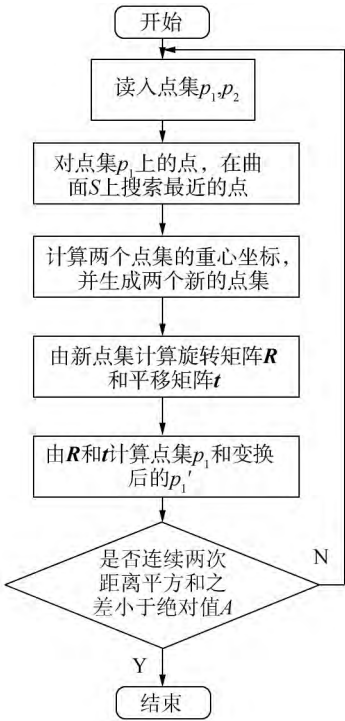 开始
读入点集p₁,p₂
对点集p₁上的点，在曲
面S上搜索最近的点
计算两个点集的重心坐标，
并生成两个新的点集
由新点集计算旋转矩阵R
和平移矩阵t
由R和t计算点集p₁和变换
后的p₁′
是否连续两次
距离平方和之
差小于绝对值A
N
Y
结束